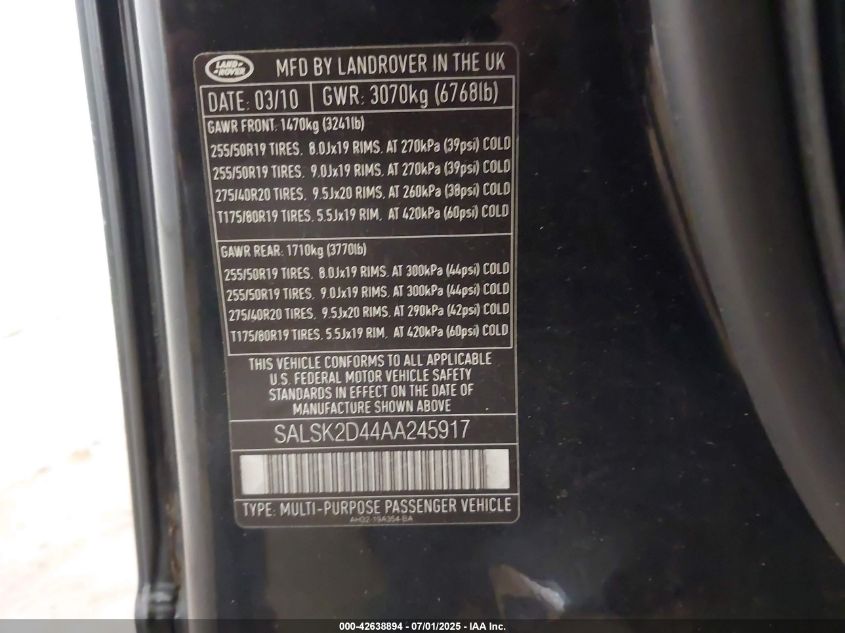 LAND ROVER
MFD BY LANDROVER IN THE UK
DATE: 03/10 GWR: 3070kg (6768lb)
GAWR FRONT: 1470kg (3241lb)
255/50R19 TIRES, 8.0Jx19 RIMS, AT 270kPa (39psi) COLD
255/50R19 TIRES, 9.0Jx19 RIMS, AT 270kPa (39psi) COLD
275/40R20 TIRES, 9.5Jx20 RIMS, AT 260kPa (38psi) COLD
T175/80R19 TIRES, 5.5Jx19 RIM, AT 420kPa (60psi) COLD
GAWR REAR: 1710kg (3770lb)
255/50R19 TIRES, 8.0Jx19 RIMS, AT 300kPa (44psi) COLD
255/50R19 TIRES, 9.0Jx19 RIMS, AT 300kPa (44psi) COLD
275/40R20 TIRES, 9.5Jx20 RIMS, AT 290kPa (42psi) COLD
T175/80R19 TIRES, 5.5Jx19 RIM, AT 420kPa (60psi) COLD
THIS VEHICLE CONFORMS TO ALL APPLICABLE
U.S. FEDERAL MOTOR VEHICLE SAFETY
STANDARDS IN EFFECT ON THE DATE OF
MANUFACTURE SHOWN ABOVE
SALSK2D44AA245917
TYPE: MULTI-PURPOSE PASSENGER VEHICLE
AH32-19A354-BA
000-42638894 / 07/01/2025 - IAA Inc.